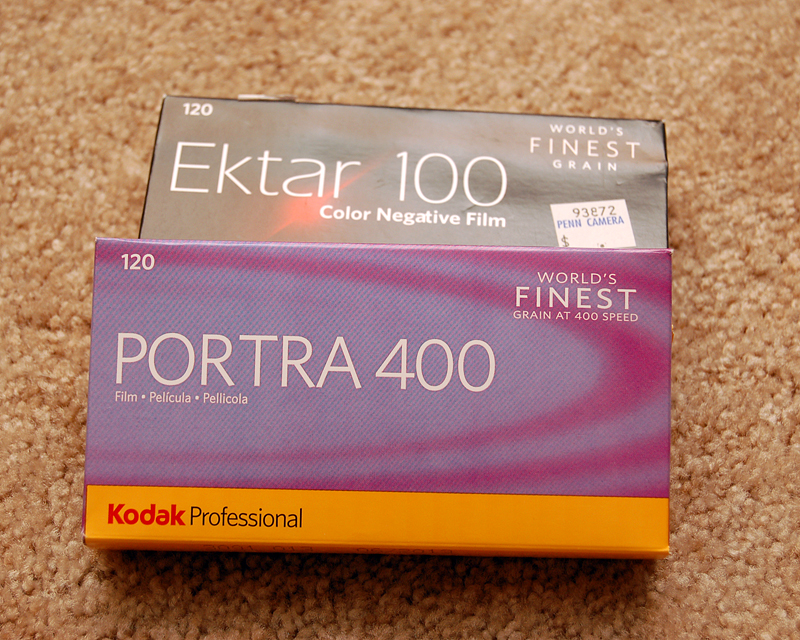 120
WORLD'S
FINEST
GRAIN
Ektar 100
Color Negative Film
93872
PENN CAMERA
$
120
WORLD'S
FINEST
GRAIN AT 400 SPEED
PORTRA 400
Film • Película • Pellicola
Kodak Professional